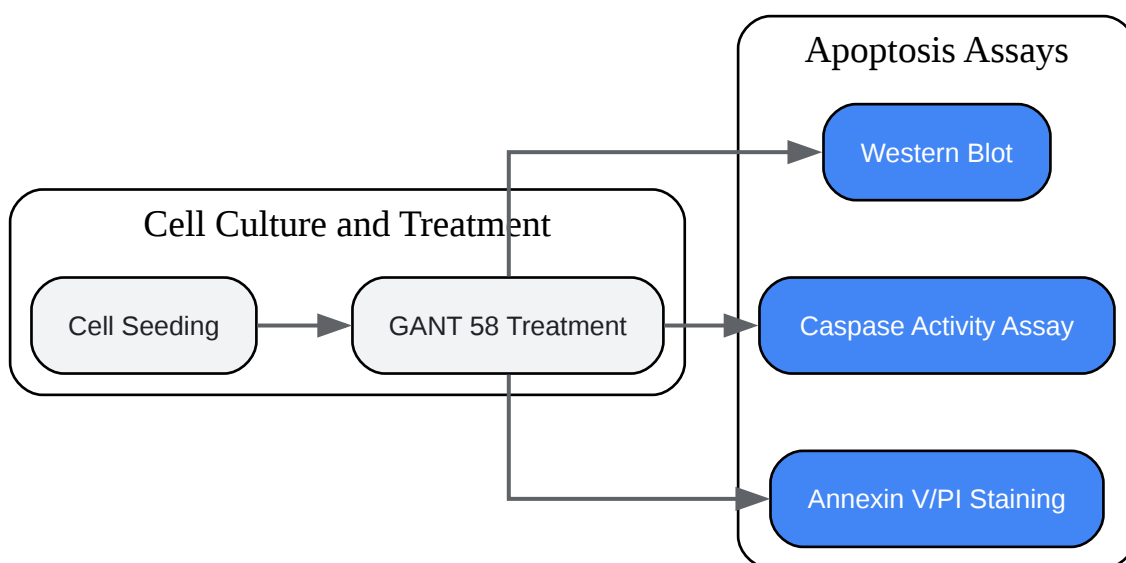 Apoptosis Assays
Western Blot
Cell Culture and Treatment
Cell Seeding
GANT 58 Treatment
Caspase Activity Assay
Annexin V/PI Staining